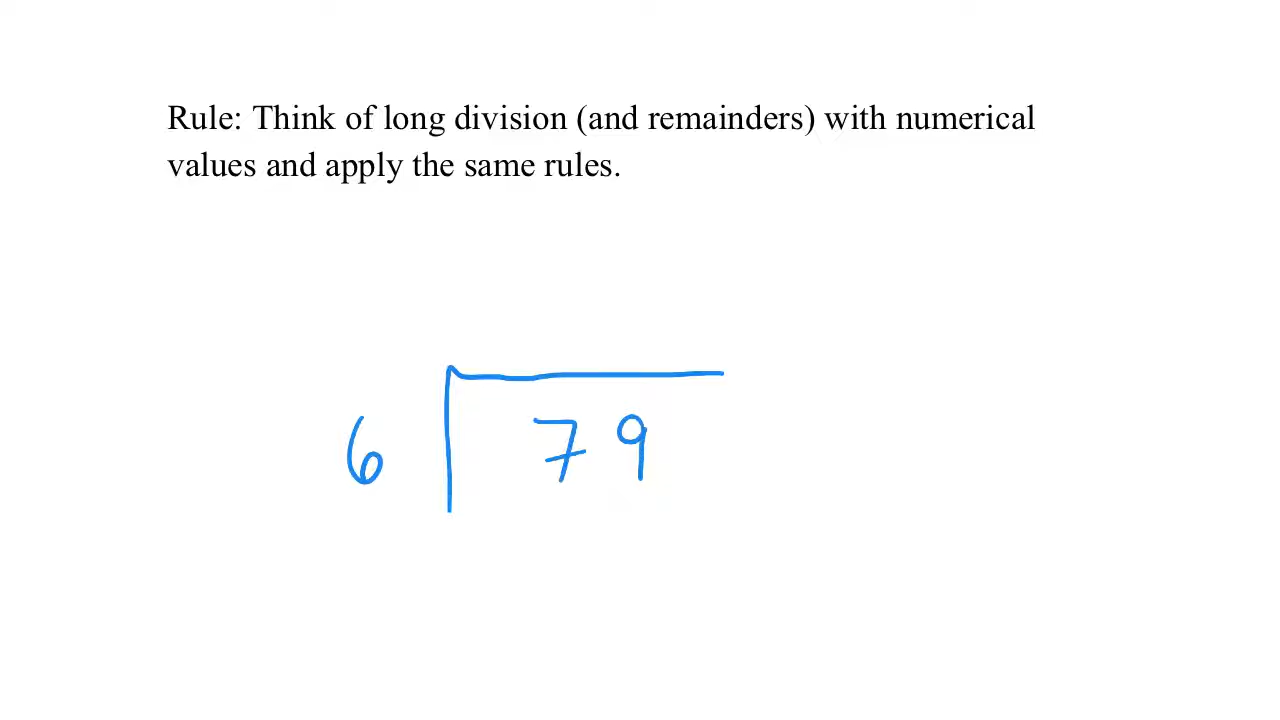 Rule: Think of long division (and remainders) with numerical
values and apply the same rules.
6 79